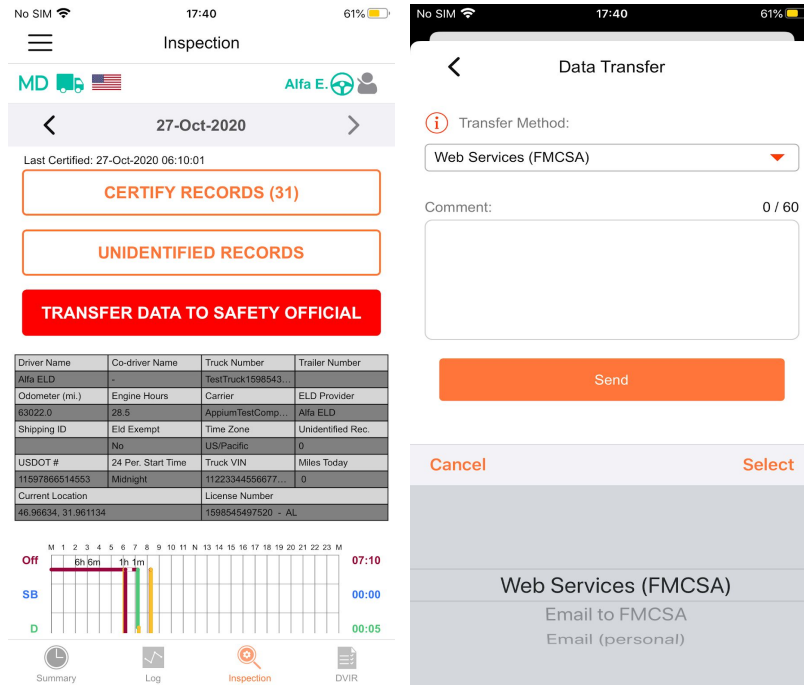 No SIM 17:40 61%
Inspection
MD Alfa E.
27-Oct-2020
Last Certified: 27-Oct-2020 06:10:01
CERTIFY RECORDS (31)
UNIDENTIFIED RECORDS
TRANSFER DATA TO SAFETY OFFICIAL
Driver Name Co-driver Name Truck Number Trailer Number
Alfa ELD - TestTruck1598543...
Odometer (mi.) Engine Hours Carrier ELD Provider
63022.0 28.5 AppiumTestComp... Alfa ELD
Shipping ID Eld Exempt Time Zone Unidentified Rec.
No US/Pacific 0
USDOT # 24 Per. Start Time Truck VIN Miles Today
11597866514553 Midnight 11223344556677... 0
Current Location License Number
46.96634, 31.961134 1598545497520 - AL
M 1 2 3 4 5 6 7 8 9 10 11 N 13 14 15 16 17 18 19 20 21 22 23 M
Off 6h 6m 1h 1m 07:10
SB 00:00
D 00:05
Summary Log Inspection DVIR
No SIM 17:40 61%
Data Transfer
i Transfer Method:
Web Services (FMCSA)
Comment: 0 / 60
Send
Cancel Select
Web Services (FMCSA)
Email to FMCSA
Email (personal)